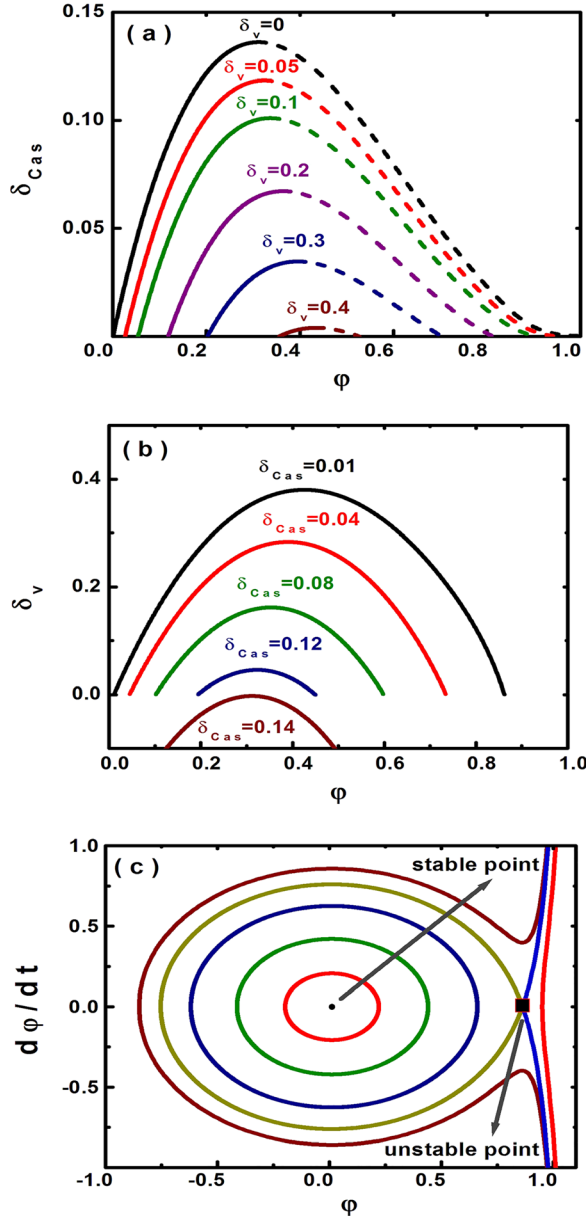 ( a )
δv=0
δv=0.05
δv=0.1
δv=0.2
δv=0.3
δv=0.4
0.15
0.10
0.05
δCas
0.0 0.2 0.4 0.6 0.8 1.0
φ
( b )
δCas=0.01
δCas=0.04
δCas=0.08
δCas=0.12
δCas=0.14
0.4
0.2
0.0
δv
0.0 0.2 0.4 0.6 0.8 1.0
φ
( c )
stable point
unstable point
1.0
0.5
0.0
-0.5
-1.0
dφ/dt
-1.0 -0.5 0.0 0.5 1.0
φ